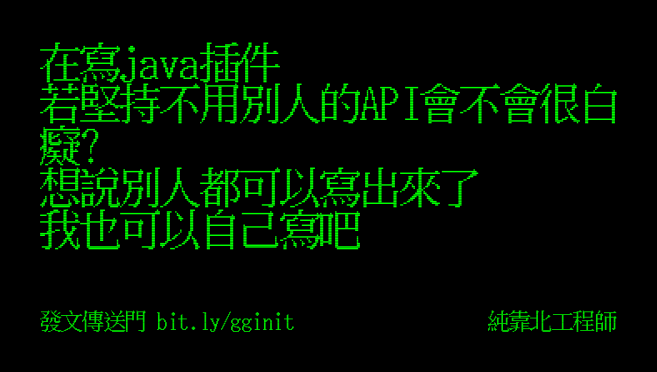 在寫java插件
若堅持不用別人的API會不會很白
癡?
想說別人都可以寫出來了
我也可以自己寫吧
發文傳送門 bit.ly/gginit
純靠北工程師